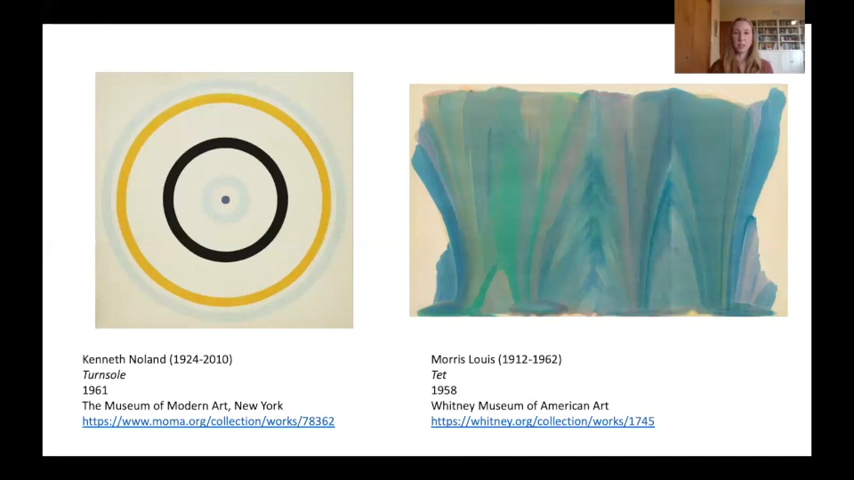 Kenneth Noland (1924-2010)
Turnsole
1961
The Museum of Modern Art, New York
https://www.moma.org/collection/works/78362
Morris Louis (1912-1962)
Tet
1958
Whitney Museum of American Art
https://whitney.org/collection/works/1745